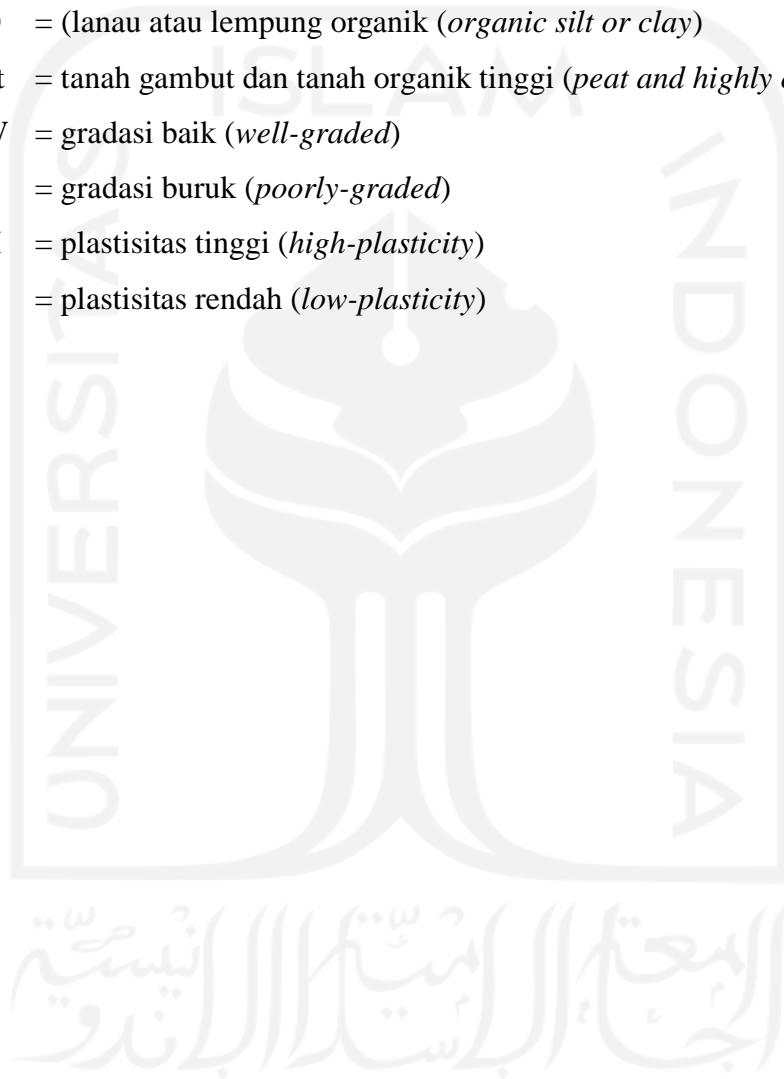 = (lanau atau lempung organik (organic silt or clay)
t = tanah gambut dan tanah organik tinggi (peat and highly
= gradasi baik (well-graded)
= gradasi buruk (poorly-graded)
= plastisitas tinggi (high-plasticity)
= plastisitas rendah (low-plasticity)
ISLAM
UNIVERSITAS
INDONESIA